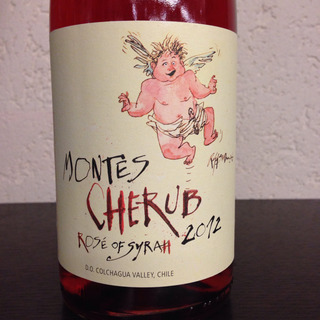 MONTES
CHERUB
ROSÉ OF SYRAH 2012
D.O. COLCHAGUA VALLEY, CHILE